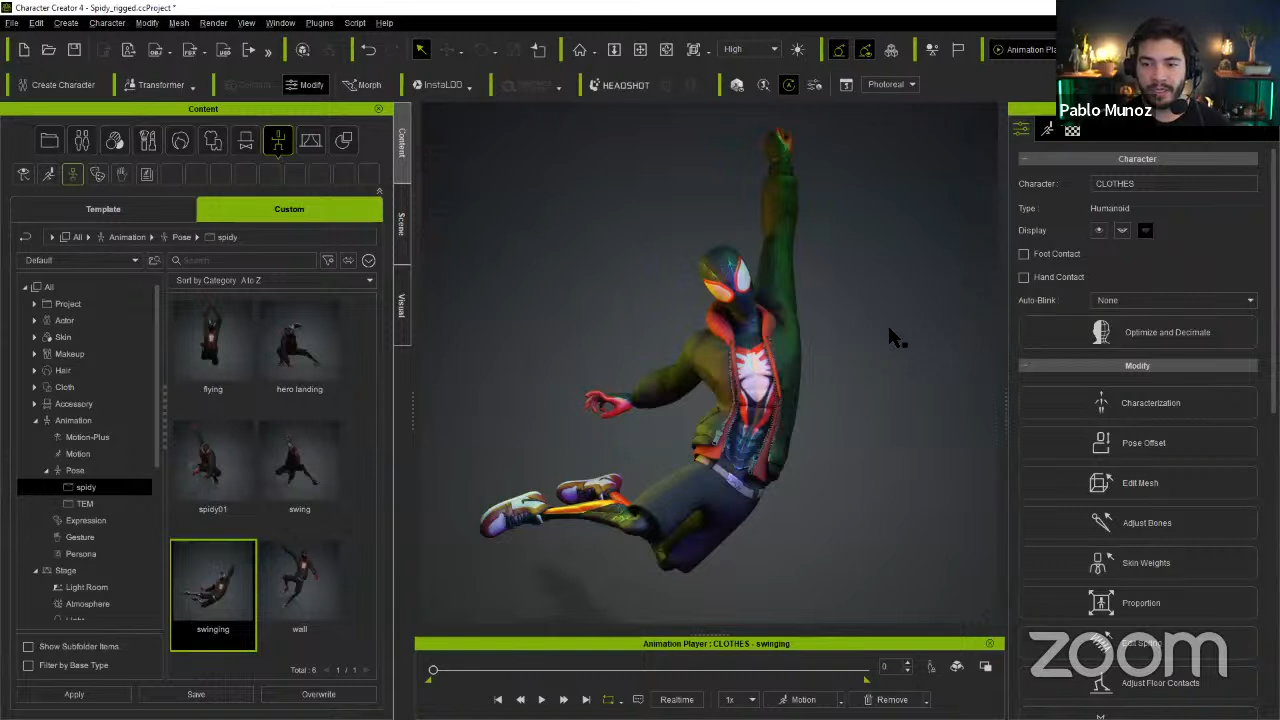 Character Creator 4 - Spidy_rigged.ccProject *
File Edit Create Character Modify Mesh Render View Window Plugins Script Help
High
Animation Pla
Create Character Transformer Modify Morph InstaLOD HEADSHOT Photoreal
Pablo Munoz
Content
Content
Scene
Visual
Template Custom
All Animation Pose spidy
Default Search
Sort by Category A to Z
All
Project
Actor
Skin
Makeup
Hair
Cloth
Accessory
Animation
Motion-Plus
Motion
Pose
spidy
TEM
Expression
Gesture
Persona
Stage
Light Room
Atmosphere
flying hero landing
spidy01 swing
swinging wall
Show Subfolder Items
Filter by Base Type
Total : 6 1 / 1
Apply Save Overwrite
Animation Player : CLOTHES - swinging
0
Realtime 1x Motion Remove
Character
Character : CLOTHES
Type : Humanoid
Display
Foot Contact
Hand Contact
Auto-Blink : None
Optimize and Decimate
Modify
Characterization
Pose Offset
Edit Mesh
Adjust Bones
Skin Weights
Proportion
Adjust Floor Contacts
zoom